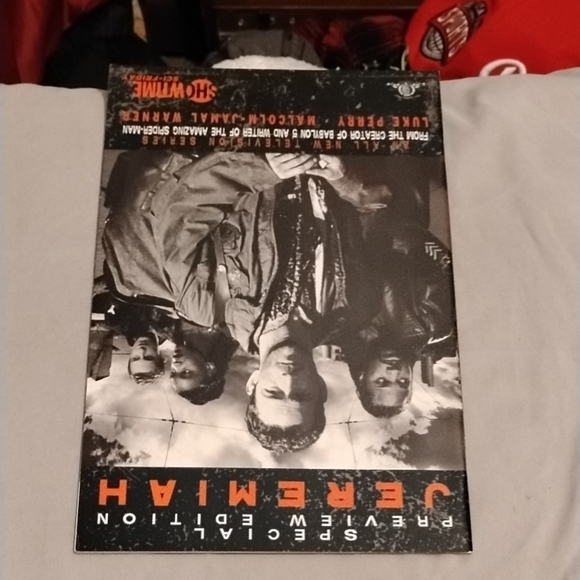 SPECIAL
PREVIEW EDITION
JEREMIAH
AN ALL NEW TELEVISION SERIES
FROM THE CREATOR OF BABYLON 5 AND WRITER OF THE AMAZING SPIDER-MAN
LUKE PERRY · MALCOLM-JAMAL WARNER
SHOWTIME
SCI-FRIDAY